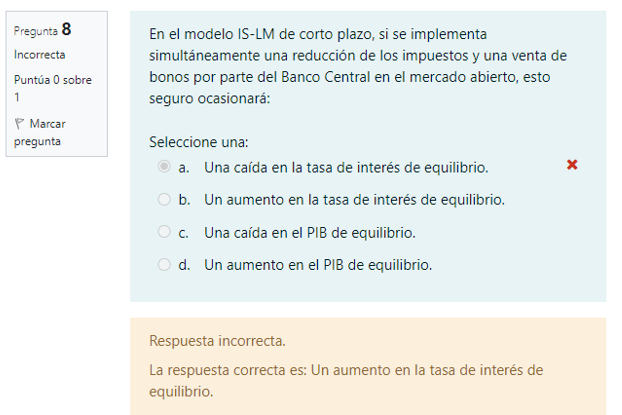 Pregunta 8
Incorrecta
Puntúa 0 sobre
1
Marcar
pregunta
En el modelo IS-LM de corto plazo, si se implementa
simultáneamente una reducción de los impuestos y una venta de
bonos por parte del Banco Central en el mercado abierto, esto
seguro ocasionará:
Seleccione una:
a. Una caída en la tasa de interés de equilibrio.
b. Un aumento en la tasa de interés de equilibrio.
c. Una caída en el PIB de equilibrio.
d. Un aumento en el PIB de equilibrio.
Respuesta incorrecta.
La respuesta correcta es: Un aumento en la tasa de interés de
equilibrio.